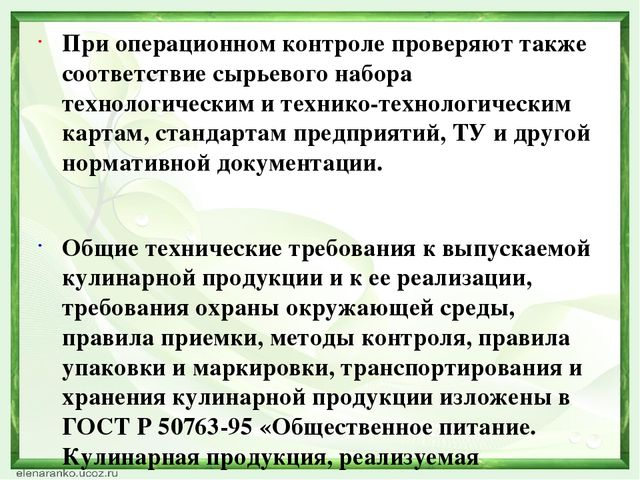 · При операционном контроле проверяют также
соответствие сырьевого набора
технологическим и технико-технологическим
картам, стандартам предприятий, ТУ и другой
нормативной документации.
· Общие технические требования к выпускаемой
кулинарной продукции и к ее реализации,
требования охраны окружающей среды,
правила приемки, методы контроля, правила
упаковки и маркировки, транспортирования и
хранения кулинарной продукции изложены в
ГОСТ Р 50763-95 «Общественное питание.
Кулинарная продукция, реализуемая
elenaranko.ucoz.ru